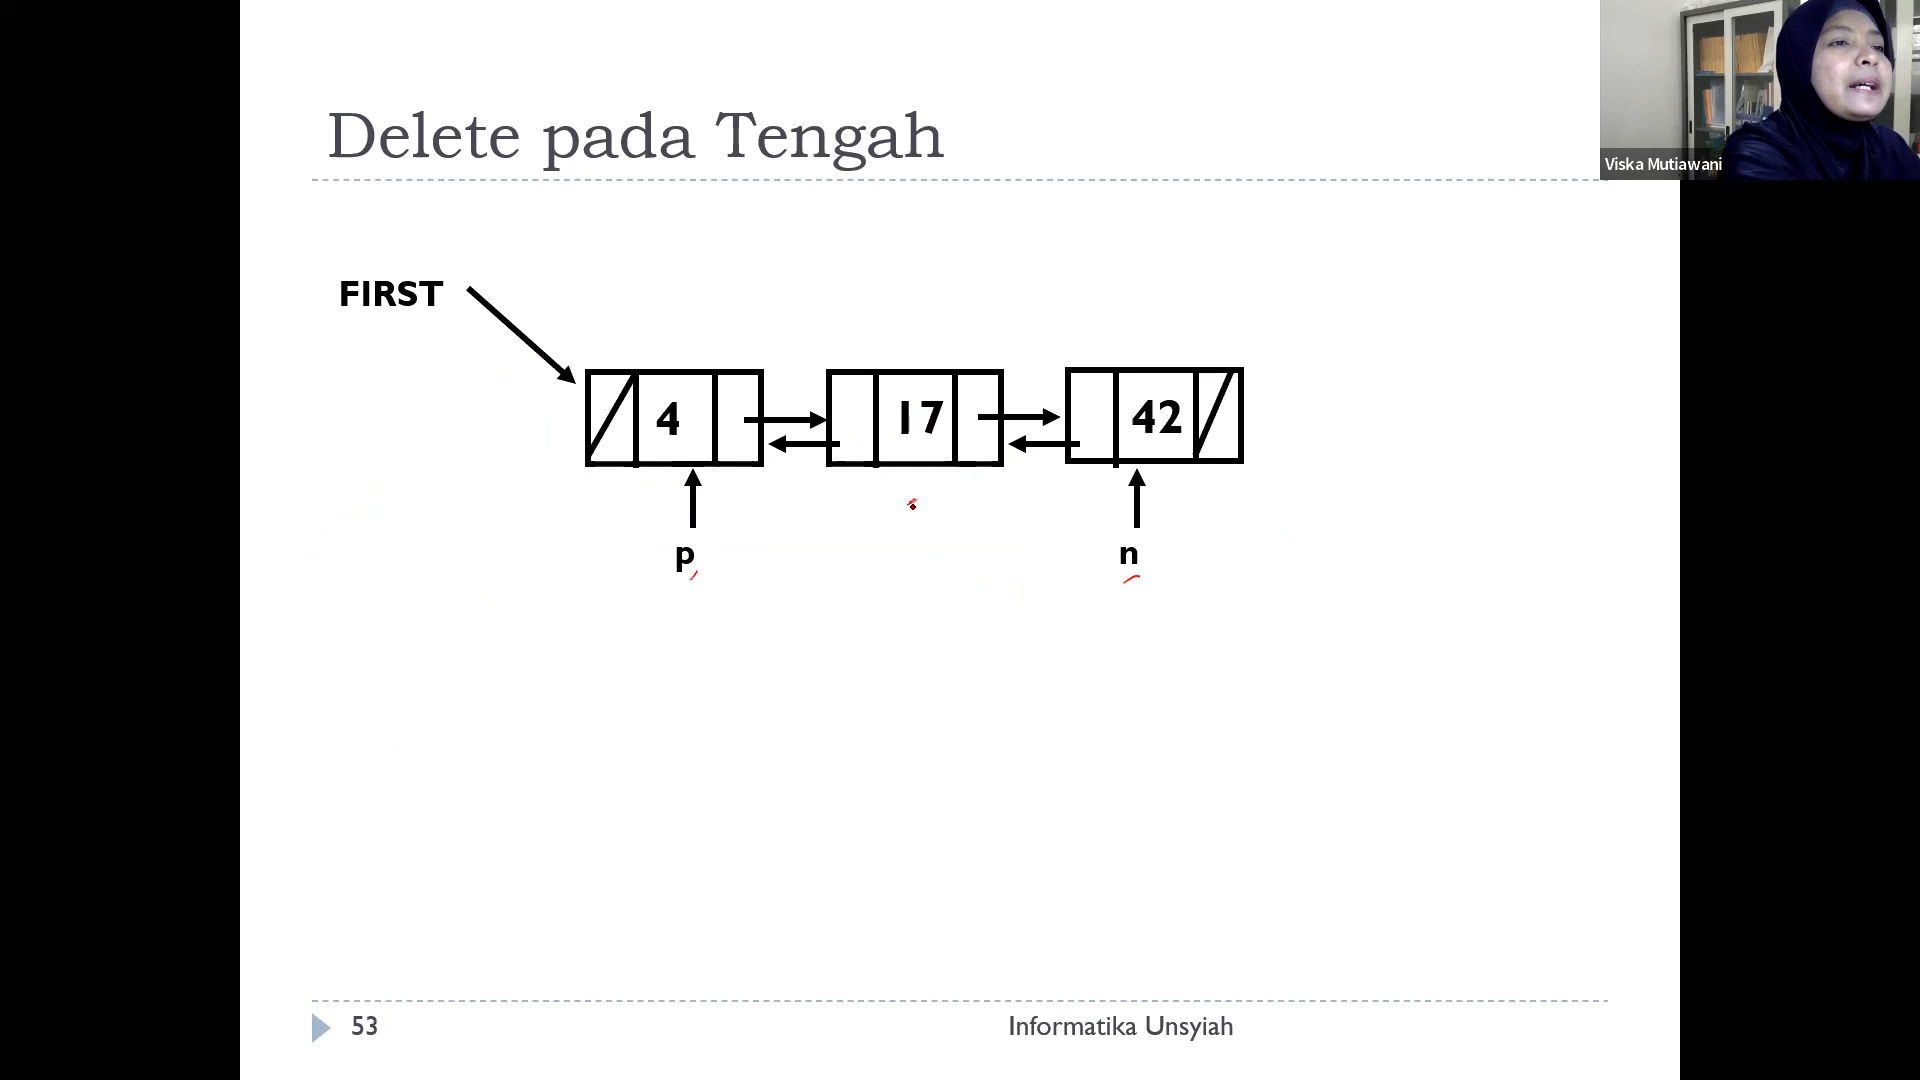 Viska Mutiawani
Delete pada Tengah
FIRST
4 17 42
p n
53 Informatika Unsyiah